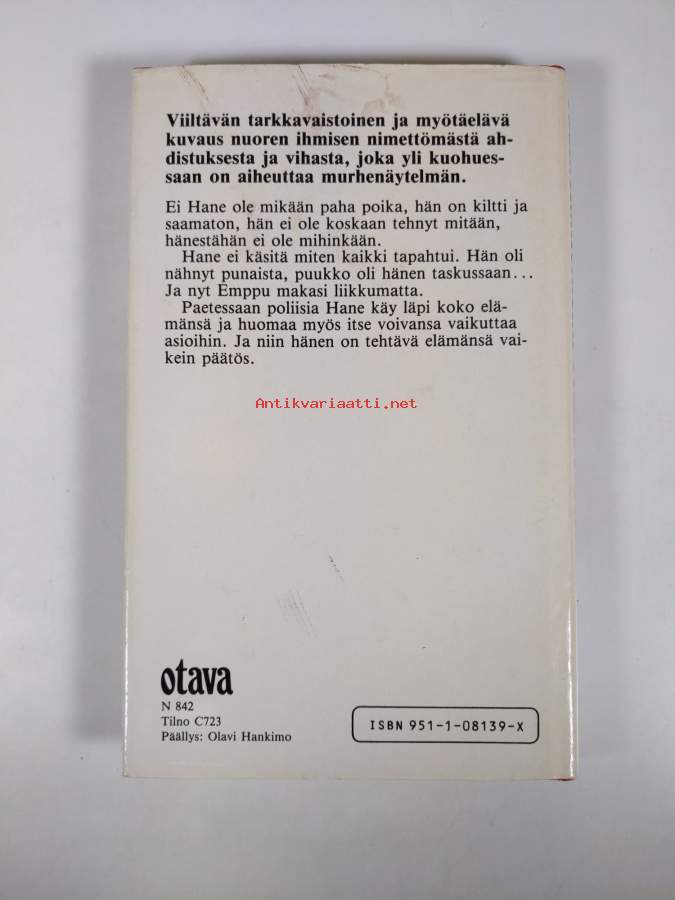 Viiltävän tarkkavaistoinen ja myötäelävä
kuvaus nuoren ihmisen nimettömästä ah-
distuksesta ja vihasta, joka yli kuohues-
saan on aiheuttaa murhenäytelmän.
Ei Hane ole mikään paha poika, hän on kiltti ja
saamaton, hän ei ole koskaan tehnyt mitään,
hänestähän ei ole mihinkään.
Hane ei käsitä miten kaikki tapahtui. Hän oli
nähnyt punaista, puukko oli hänen taskussaan...
Ja nyt Emppu makasi liikkumatta.
Paetessaan poliisia Hane käy läpi koko elä-
mänsä ja huomaa myös itse voivansa vaikuttaa
asioihin. Ja niin hänen on tehtävä elämänsä vai-
kein päätös.
Antikvariaatti.net
otava
N 842
Tilno C723
Päällys: Olavi Hankimo
ISBN 951-1-08139-X